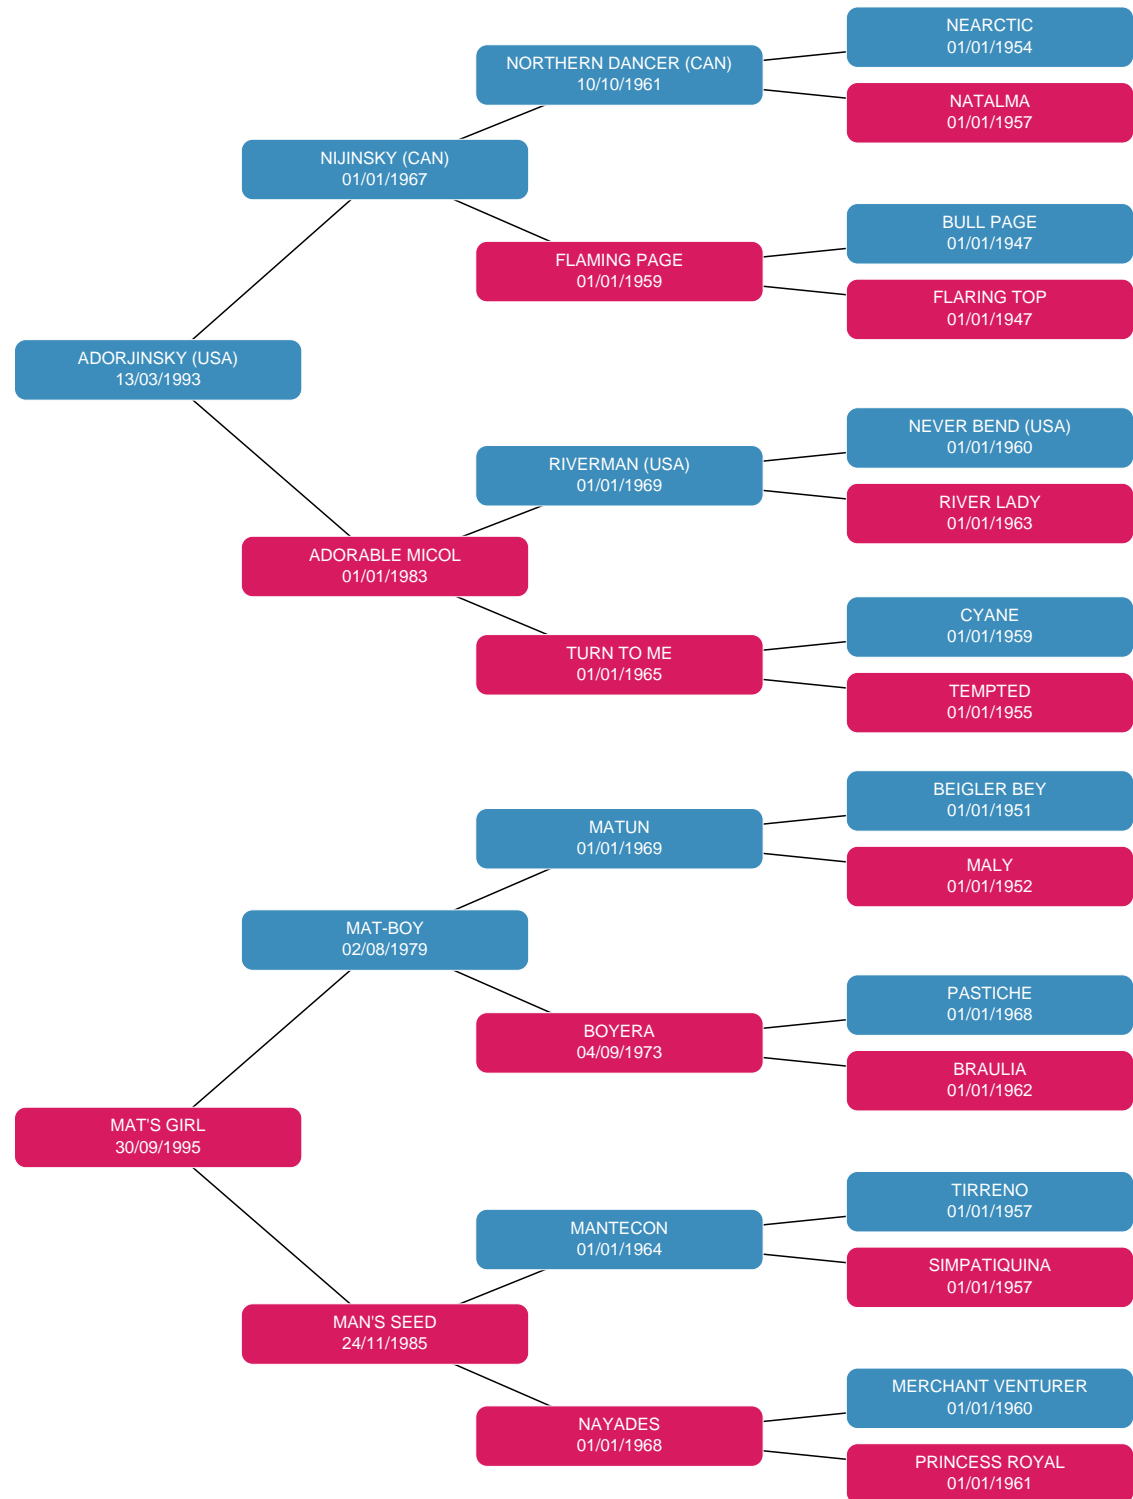 NEARCTIC
01/01/1954
NORTHERN DANCER (CAN)
10/10/1961
NATALMA
01/01/1957
NIJINSKY (CAN)
01/01/1967
BULL PAGE
01/01/1947
FLAMING PAGE
01/01/1959
FLARING TOP
01/01/1947
ADORJINSKY (USA)
13/03/1993
NEVER BEND (USA)
01/01/1960
RIVERMAN (USA)
01/01/1969
RIVER LADY
01/01/1963
ADORABLE MICOL
01/01/1983
CYANE
01/01/1959
TURN TO ME
01/01/1965
TEMPTED
01/01/1955
BEIGLER BEY
01/01/1951
MATUN
01/01/1969
MALY
01/01/1952
MAT-BOY
02/08/1979
PASTICHE
01/01/1968
BOYERA
04/09/1973
BRAULIA
01/01/1962
MAT'S GIRL
30/09/1995
TIRRENO
01/01/1957
MANTECON
01/01/1964
SIMPATIQUINA
01/01/1957
MAN'S SEED
24/11/1985
MERCHANT VENTURER
01/01/1960
NAYADES
01/01/1968
PRINCESS ROYAL
01/01/1961